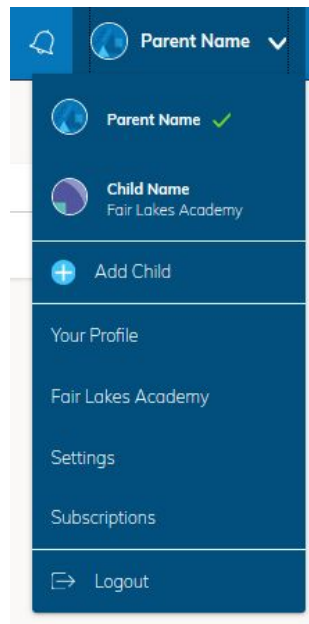 Parent Name
Parent Name
Child Name
Fair Lakes Academy
Add Child
Your Profile
Fair Lakes Academy
Settings
Subscriptions
Logout